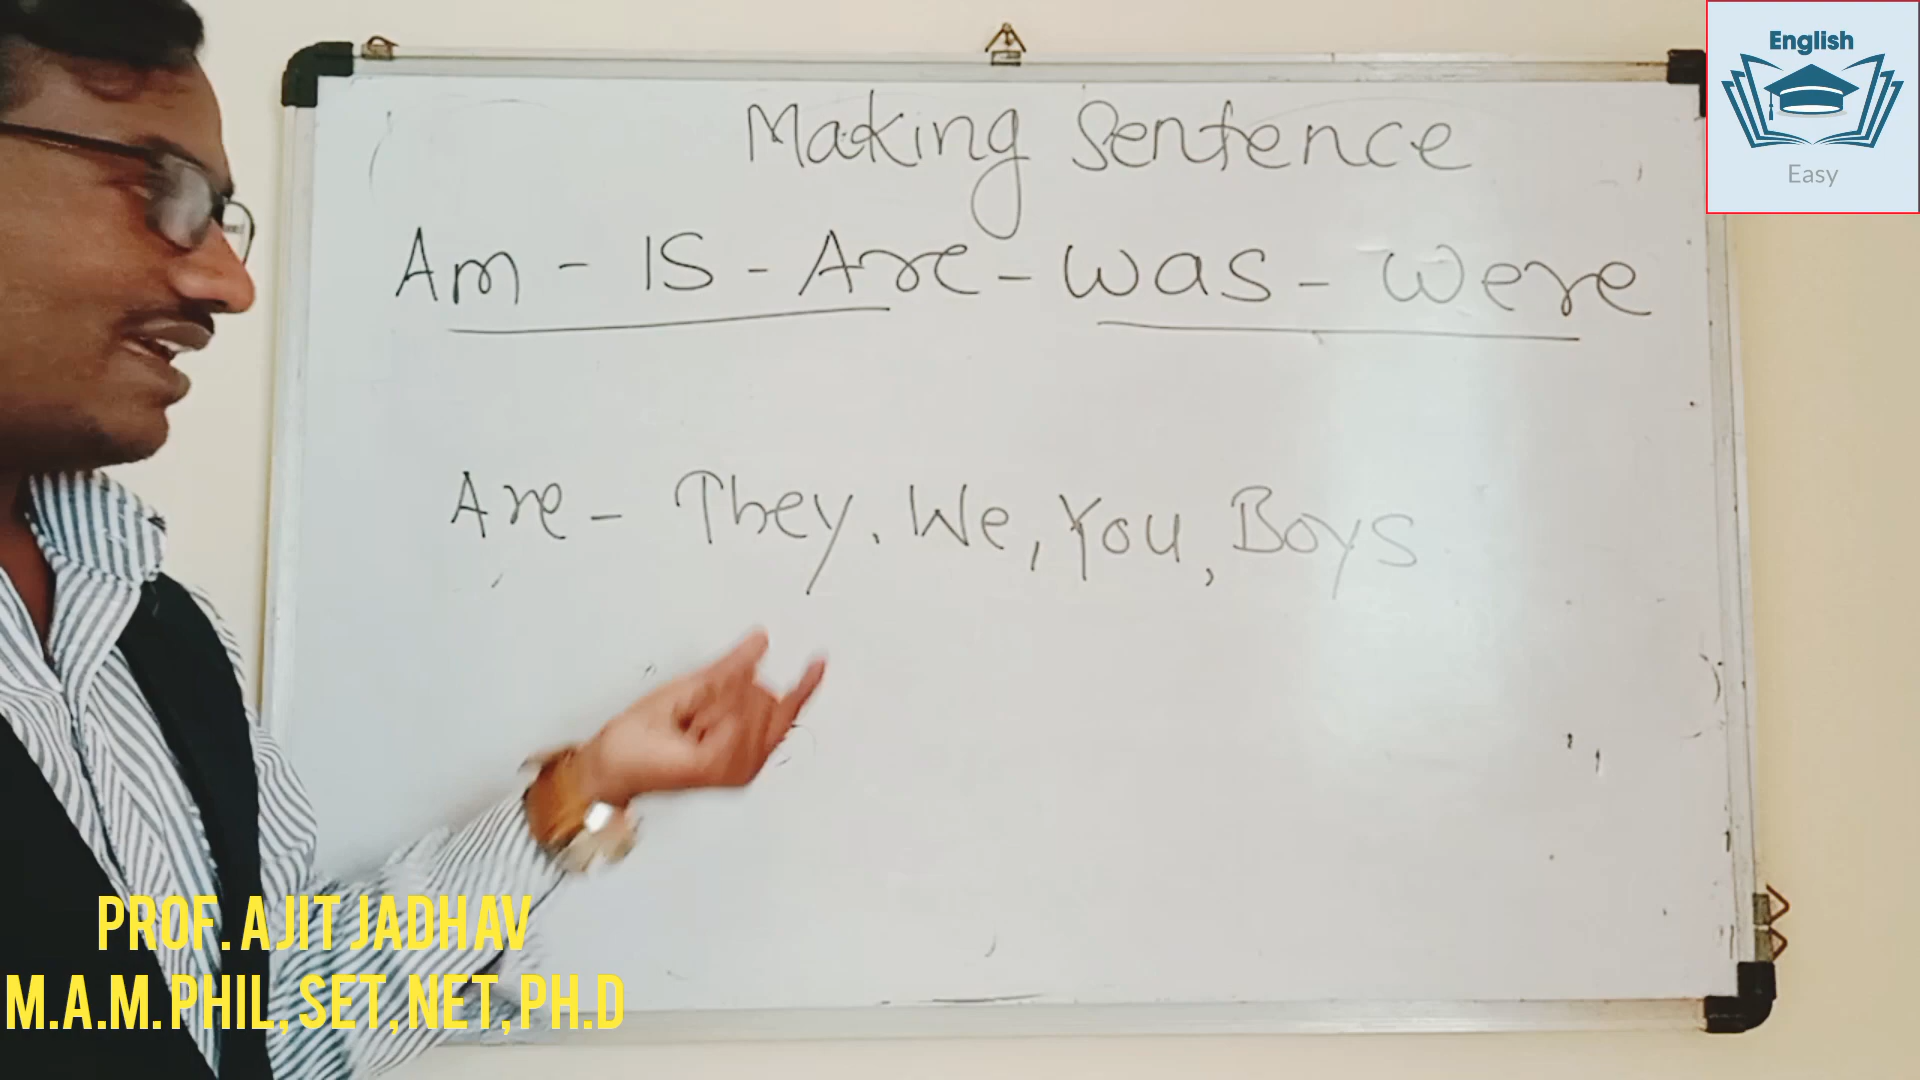 English
Easy
Making Sentence
Am - IS - Are - Was - Were
Are - They. We, You, Boys
PROF. AJIT JADHAV
M.A.M. PHIL, SET, NET, PH.D